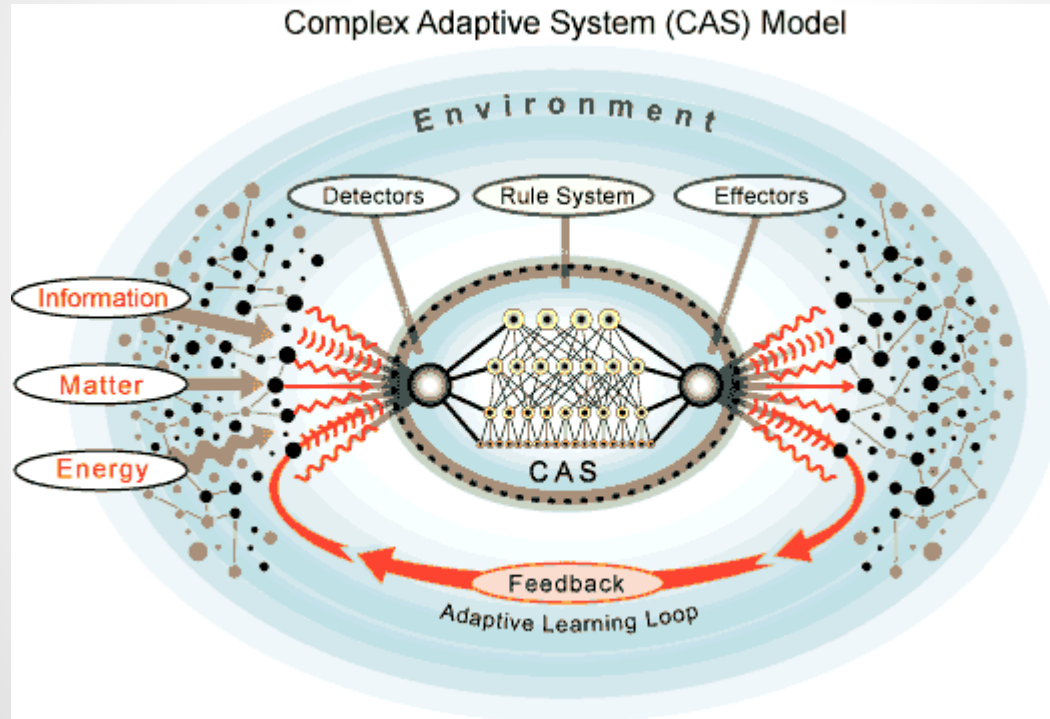 Complex Adaptive System (CAS) Model
Environment
Detectors
Rule System
Effectors
Information
Matter
Energy
CAS
Feedback
Adaptive Learning Loop